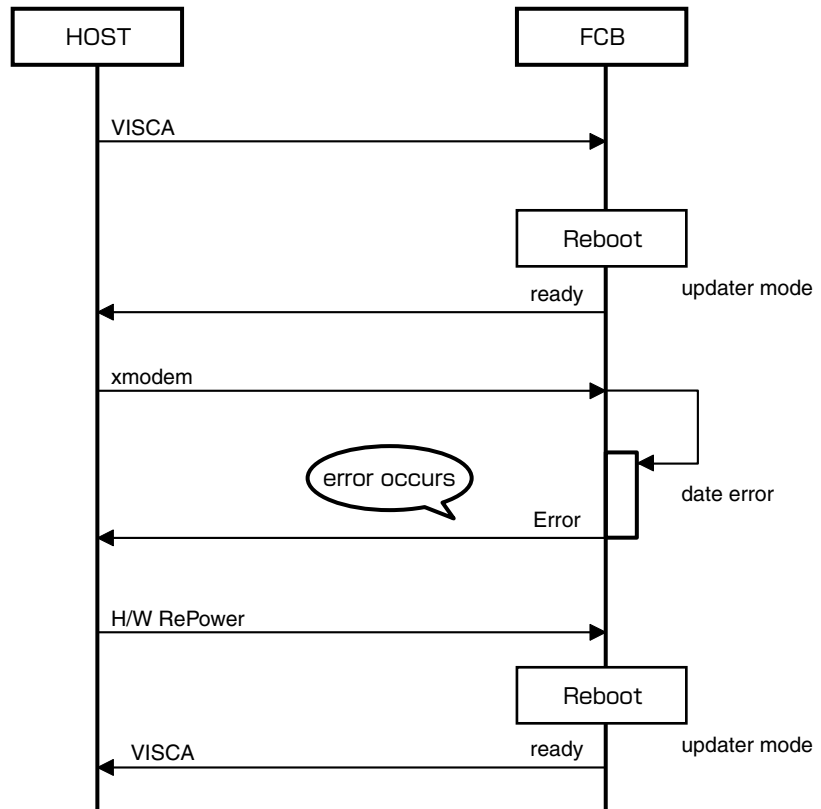 HOST
FCB
VISCA
Reboot
ready
updater mode
xmodem
error occurs
date error
Error
H/W RePower
Reboot
VISCA
ready
updater mode